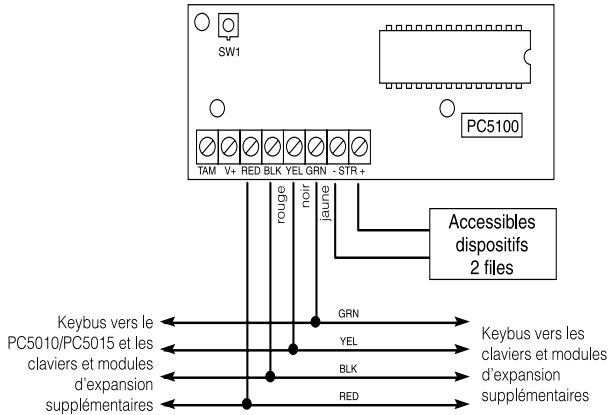 SW1
PC5100
TAM V+ RED BLK YEL GRN - STR +
rouge
noir
jaune
Accessibles
dispositifs
2 files
GRN
YEL
BLK
RED
Keybus vers le
PC5010/PC5015 et les
claviers et modules
d'expansion
supplémentaires
Keybus vers les
claviers et modules
d'expansion
supplémentaires